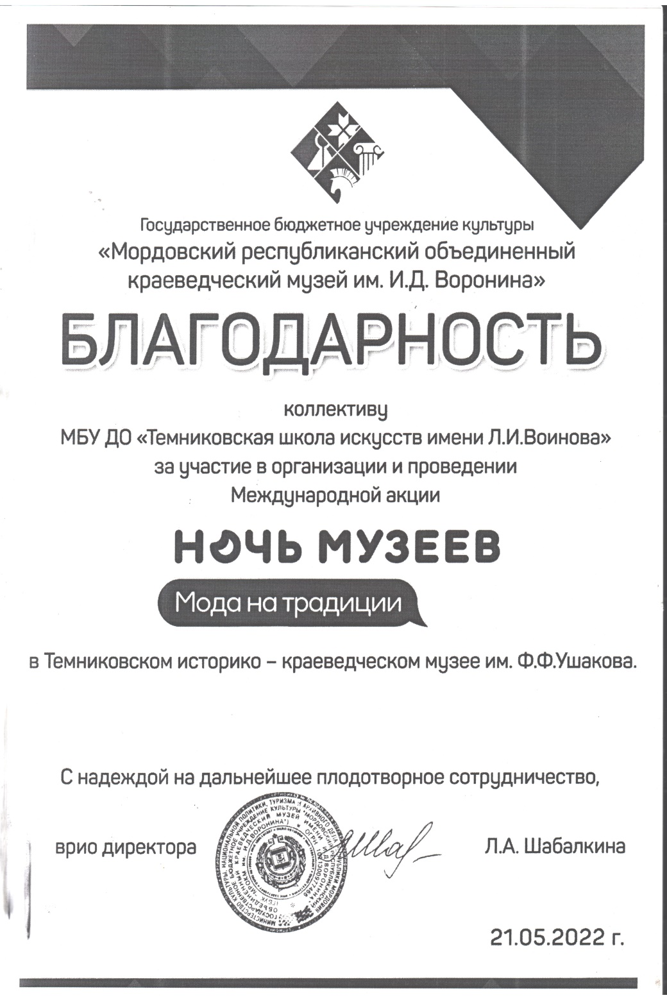 Государственное бюджетное учреждение культуры
«Мордовский республиканский объединенный
краеведческий музей им. И.Д. Воронина»
БЛАГОДАРНОСТЬ
коллективу
МБУ ДО «Темниковская школа искусств имени Л.И.Воинова»
за участие в организации и проведении
Международной акции
НОЧЬ МУЗЕЕВ
Мода на традиции
в Темниковском историко – краеведческом музее им. Ф.Ф.Ушакова.
С надеждой на дальнейшее плодотворное сотрудничество,
врио директора
Л.А. Шабалкина
21.05.2022 г.